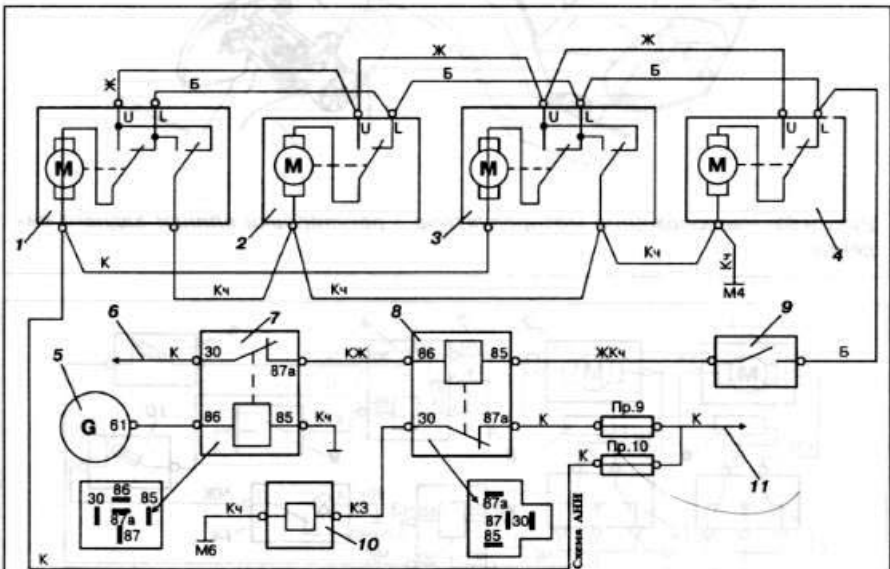 Ж Ж
Ж Б Б Б
U L U L U L U L
М М М М
1 2 3 4
К Кч Кч Кч Кч
М4
6 7 8 9
К 30 87а КЖ 86 85 ЖКч Б
5 G 61 86 85 Кч 30 87а К Пр.9 К
К Пр.10 11
86
30 85
87а
87
Кч КЗ
М6 10
87а
87 30
85
Схема АНН
К